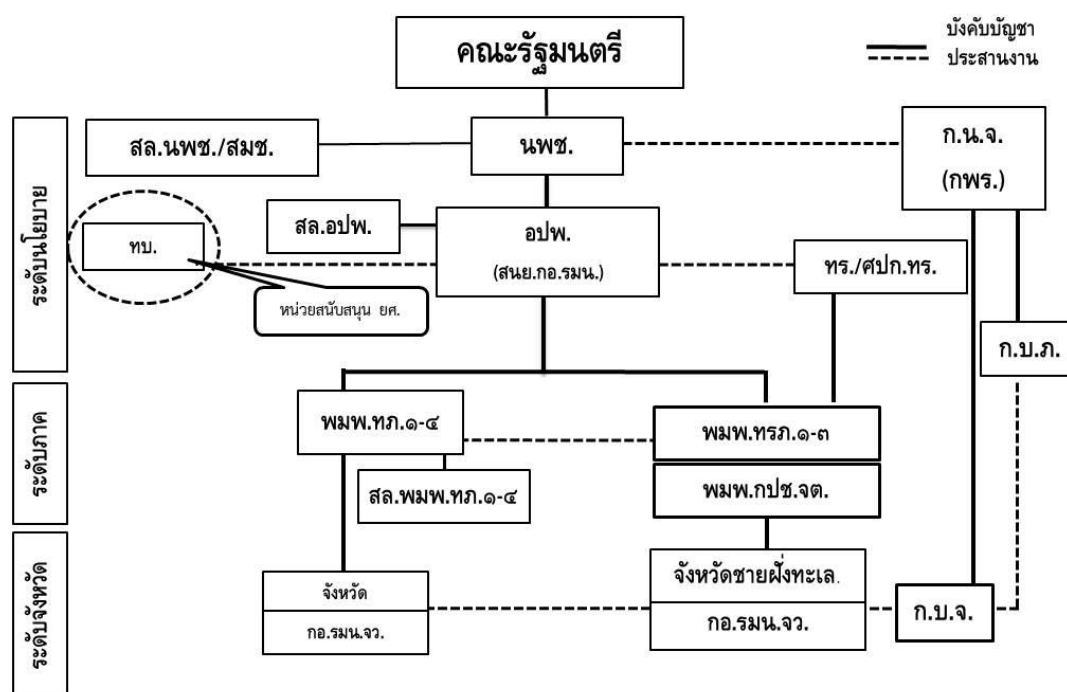 คณะรัฐมนตรี
บังคับบัญชา
ประสานงาน
ระดับนโยบาย
สล.นพช./สมช.
นพช.
ก.น.จ.
(กพร.)
ทบ.
สล.อปพ.
อปพ.
(สนย.กอ.รมน.)
ทร./ศปก.ทร.
หน่วยสนับสนุน ยศ.
ก.บ.ภ.
ระดับภาค
พมพ.ทภ.๑-๔
พมพ.ทรภ.๑-๓
สล.พมพ.ทภ.๑-๔
พมพ.กปช.จต.
ระดับจังหวัด
จังหวัด
กอ.รมน.จว.
จังหวัดชายฝั่งทะเล.
กอ.รมน.จว.
ก.บ.จ.